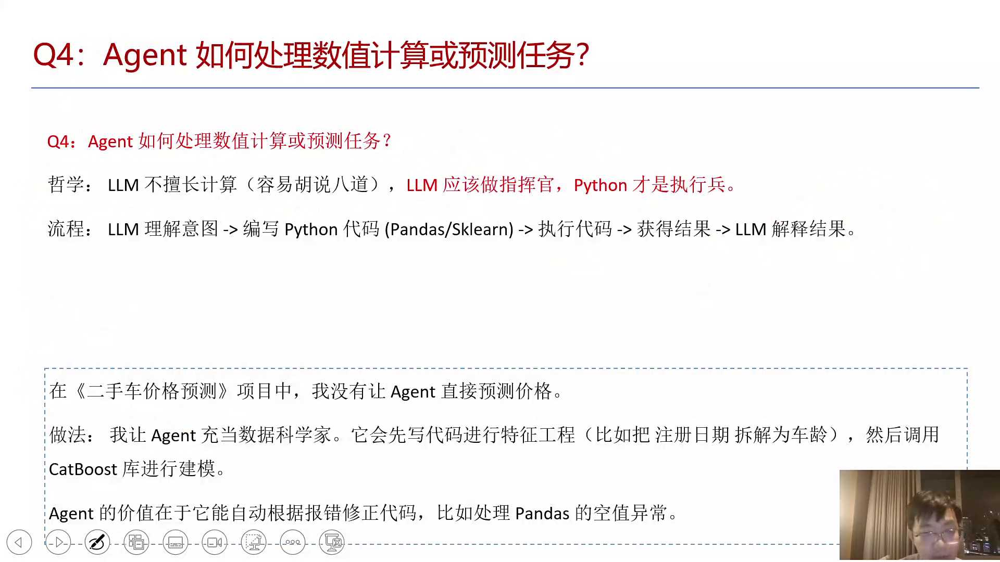 Q4：Agent 如何处理数值计算或预测任务？
Q4：Agent 如何处理数值计算或预测任务？
哲学： LLM 不擅长计算（容易胡说八道），LLM 应该做指挥官，Python 才是执行兵。
流程： LLM 理解意图 -> 编写 Python 代码 (Pandas/Sklearn) -> 执行代码 -> 获得结果 -> LLM 解释结果。
在《二手车价格预测》项目中，我没有让 Agent 直接预测价格。
做法： 我让 Agent 充当数据科学家。它会先写代码进行特征工程（比如把 注册日期 拆解为车龄），然后调用
CatBoost 库进行建模。
Agent 的价值在于它能自动根据报错修正代码，比如处理 Pandas 的空值异常。